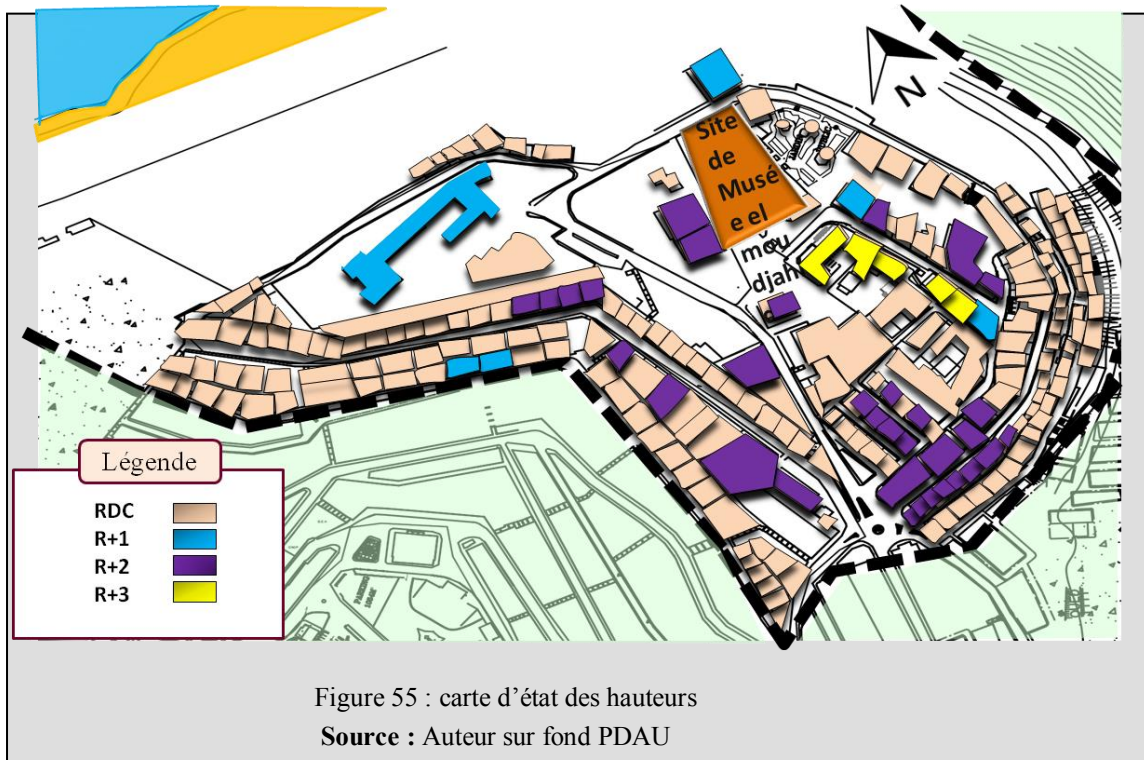 N
Site
de
Musé
e el
mou
djah
Légende
RDC
R+1
R+2
R+3
Figure 55 : carte d’état des hauteurs
Source : Auteur sur fond PDAU